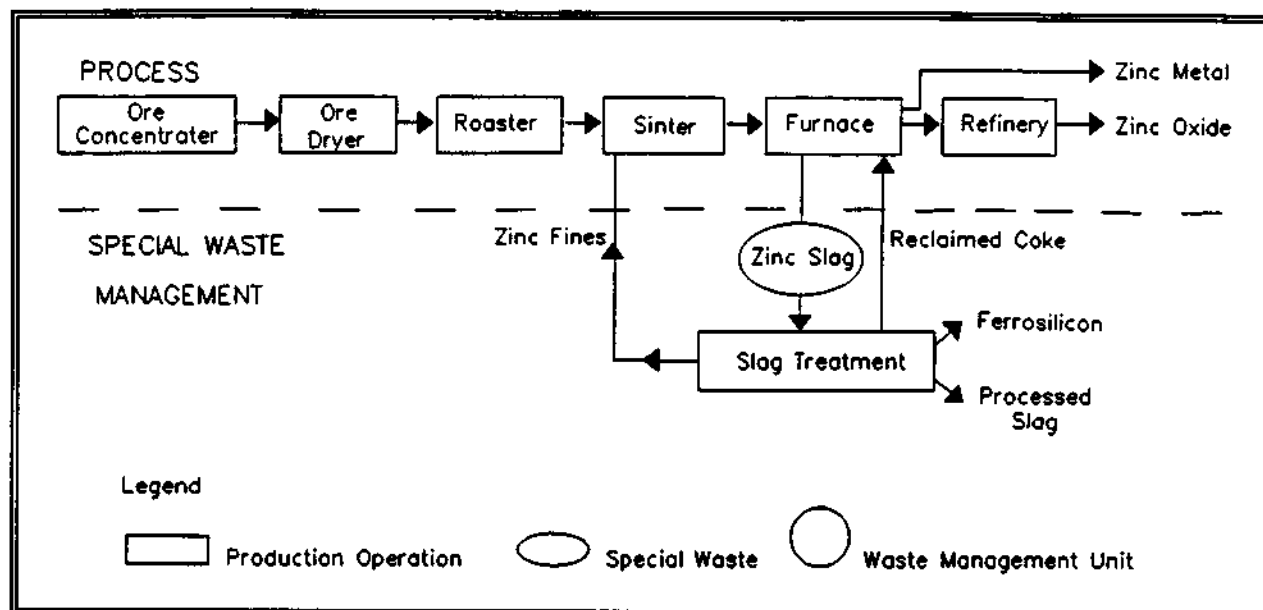 PROCESS
Ore
Concentrater
Ore
Dryer
Roaster
Sinter
Furnace
Refinery
Zinc Metal
Zinc Oxide
SPECIAL WASTE
MANAGEMENT
Zinc Fines
Zinc Slag
Reclaimed Coke
Slag Treatment
Ferrosilicon
Processed
Slag
Legend
Production Operation
Special Waste
Waste Management Unit